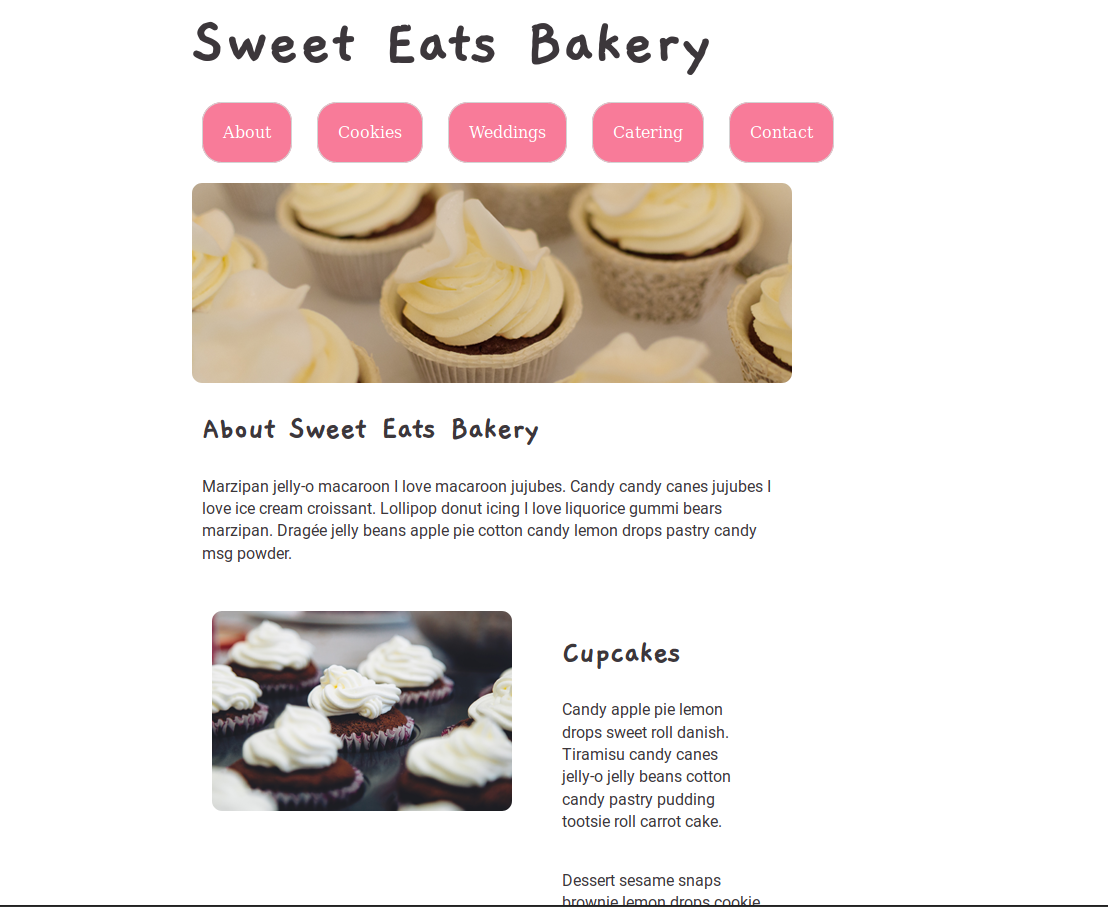 Sweet Eats Bakery
About Cookies Weddings Catering Contact
About Sweet Eats Bakery
Marzipan jelly-o macaroon I love macaroon jujubes. Candy candy canes jujubes I
love ice cream croissant. Lollipop donut icing I love liquorice gummi bears
marzipan. Dragée jelly beans apple pie cotton candy lemon drops pastry candy
msg powder.
Cupcakes
Candy apple pie lemon
drops sweet roll danish.
Tiramisu candy canes
jelly-o jelly beans cotton
candy pastry pudding
tootsie roll carrot cake.
Dessert sesame snaps
brownie lemon drops cookie